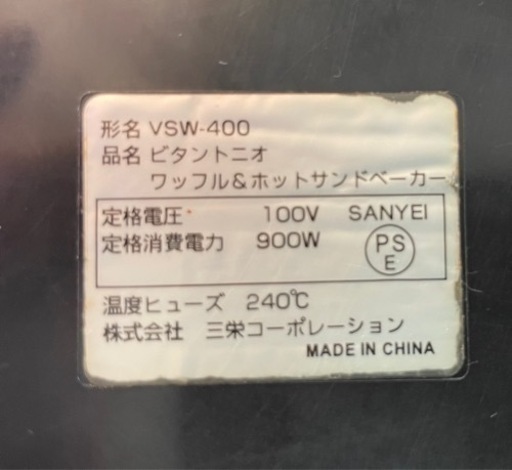 形名 VSW-400
品名 ビタントニオ
ワッフル&ホットサンドベーカー
定格電圧 100V SANYEI
定格消費電力 900W PSE
温度ヒューズ 240℃
株式会社 三栄コーポレーション
MADE IN CHINA